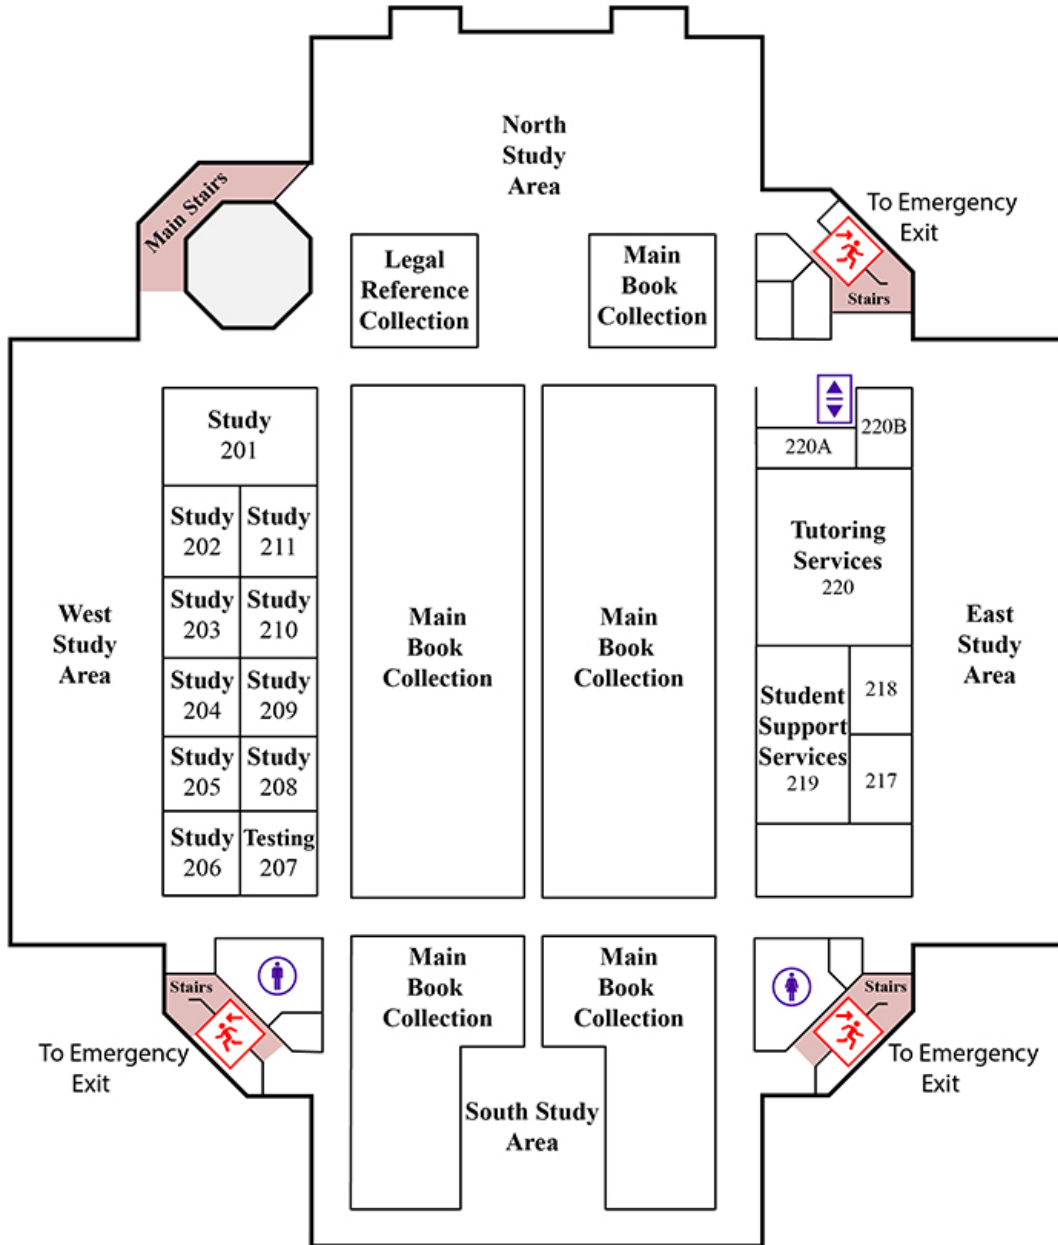 North
Study
Area
Main Stairs
To Emergency
Exit
Stairs
Legal
Reference
Collection
Main
Book
Collection
Study
201
220A
220B
Study
202
Study
211
Tutoring
Services
220
Study
203
Study
210
West
Study
Area
Main
Book
Collection
Main
Book
Collection
East
Study
Area
Study
204
Study
209
Student
Support
Services
219
218
Study
205
Study
208
217
Study
206
Testing
207
Stairs
To Emergency
Exit
Main
Book
Collection
Main
Book
Collection
Stairs
To Emergency
Exit
South Study
Area